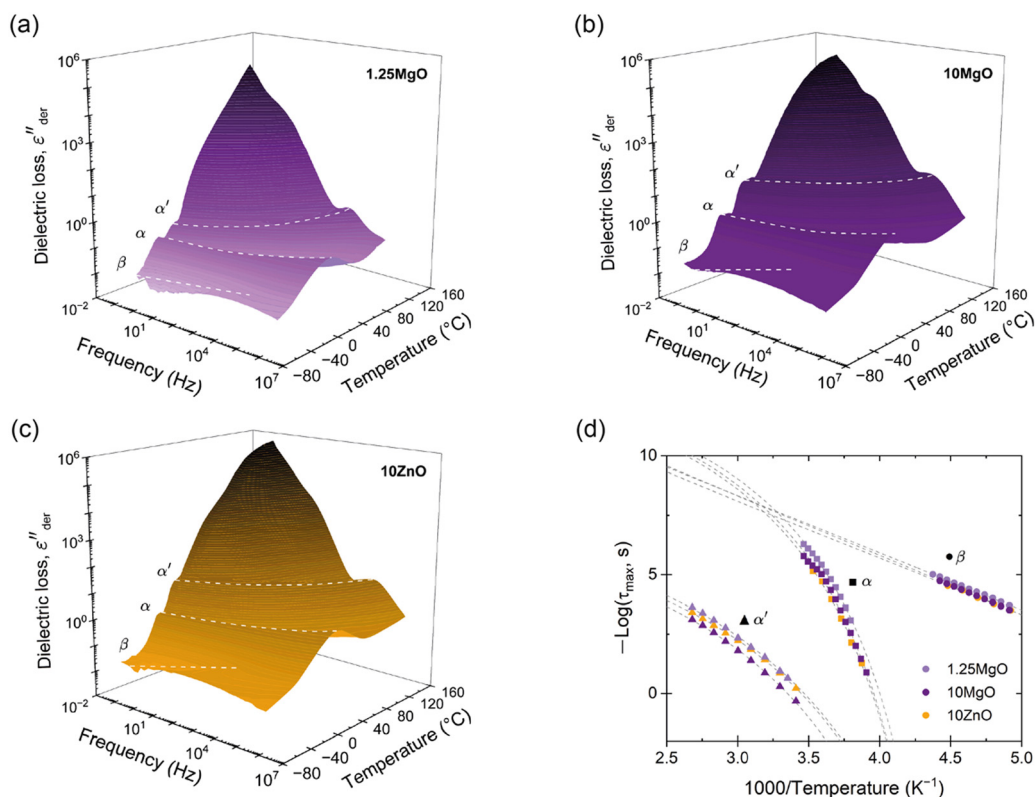 (a)
1.25MgO
Dielectric loss, ε″der
10⁶
10³
10⁰
10⁻²
α′
α
β
10¹
10⁴
10⁷
Frequency (Hz)
−80
−40
0
40
80
120
160
Temperature (°C)
(b)
10MgO
Dielectric loss, ε″der
10⁶
10³
10⁰
10⁻²
α′
α
β
10¹
10⁴
10⁷
Frequency (Hz)
−80
−40
0
40
80
120
160
Temperature (°C)
(c)
10ZnO
Dielectric loss, ε″der
10⁶
10³
10⁰
10⁻²
α′
α
β
10¹
10⁴
10⁷
Frequency (Hz)
−80
−40
0
40
80
120
160
Temperature (°C)
(d)
−Log(τmax, s)
10
5
0
β
α
α′
1.25MgO
10MgO
10ZnO
2.5 3.0 3.5 4.0 4.5 5.0
1000/Temperature (K⁻¹)